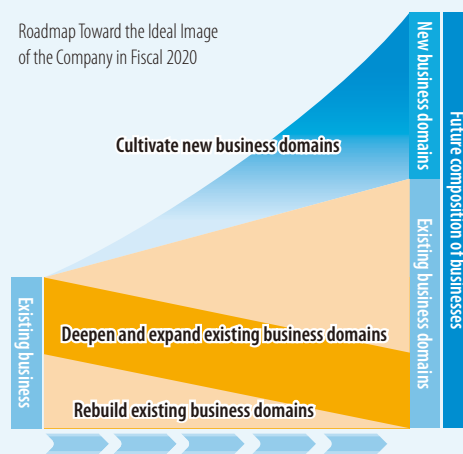 Roadmap Toward the Ideal Image
of the Company in Fiscal 2020
Cultivate new business domains
Deepen and expand existing business domains
Rebuild existing business domains
Existing business
New business domains
Existing business domains
Future composition of businesses